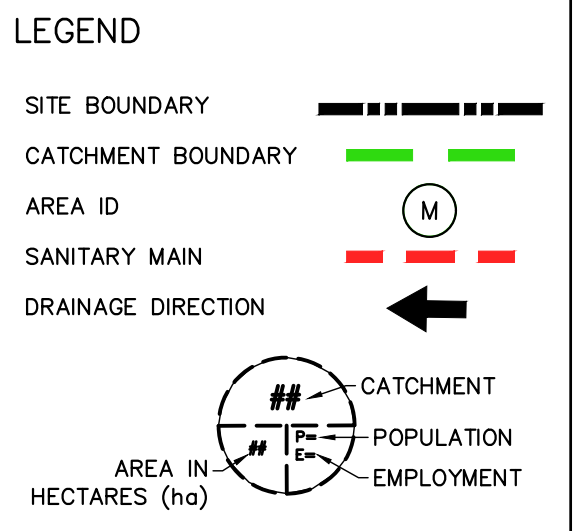 LEGEND
SITE BOUNDARY
CATCHMENT BOUNDARY
AREA ID
M
SANITARY MAIN
DRAINAGE DIRECTION
##
CATCHMENT
##
P=
POPULATION
E=
EMPLOYMENT
AREA IN
HECTARES (ha)